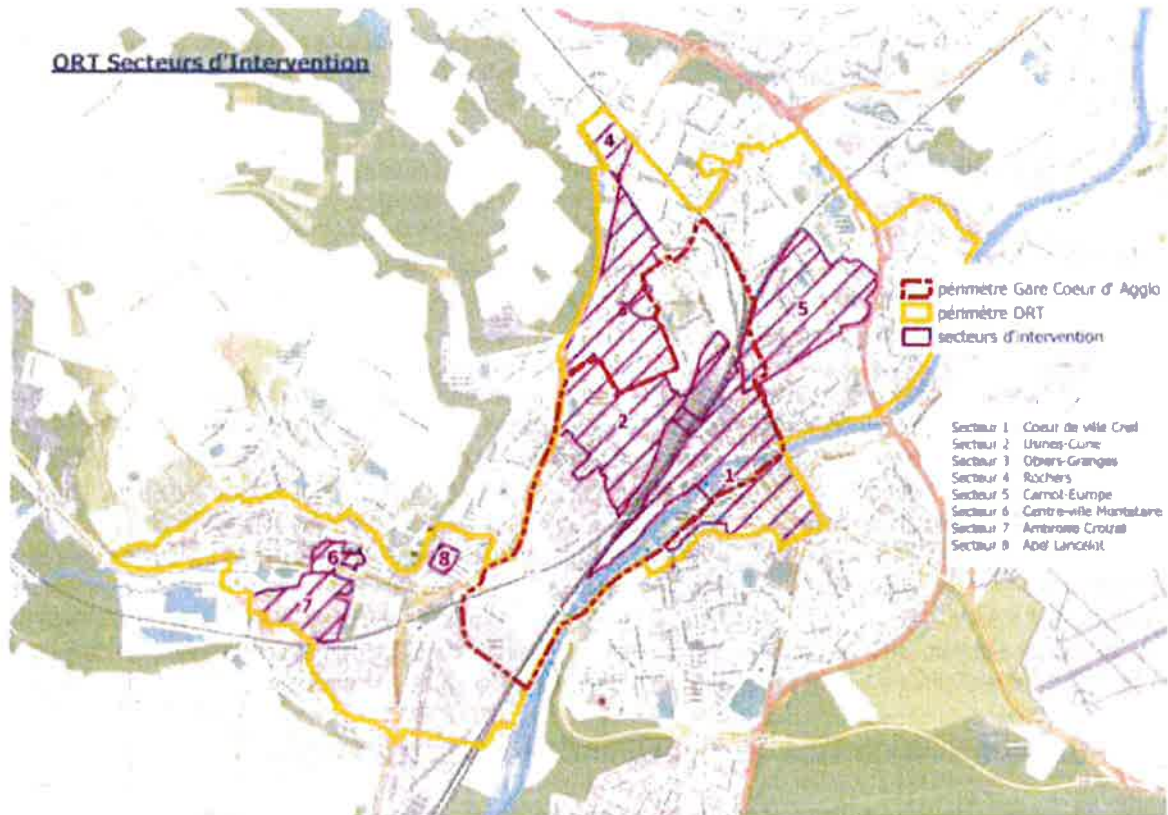 ORT Secteurs d'Intervention
4
5
3
2
1
6
8
7
périmètre Gare Coeur d' Agglo
périmètre ORT
secteurs d'intervention
Secteur 1 Coeur de ville Creil
Secteur 2 Usines-Curie
Secteur 3 Obiers-Granges
Secteur 4 Rochers
Secteur 5 Carnot-Europe
Secteur 6 Centre-ville Montataire
Secteur 7 Ambroise Croizat
Secteur 8 Abel Lancelot